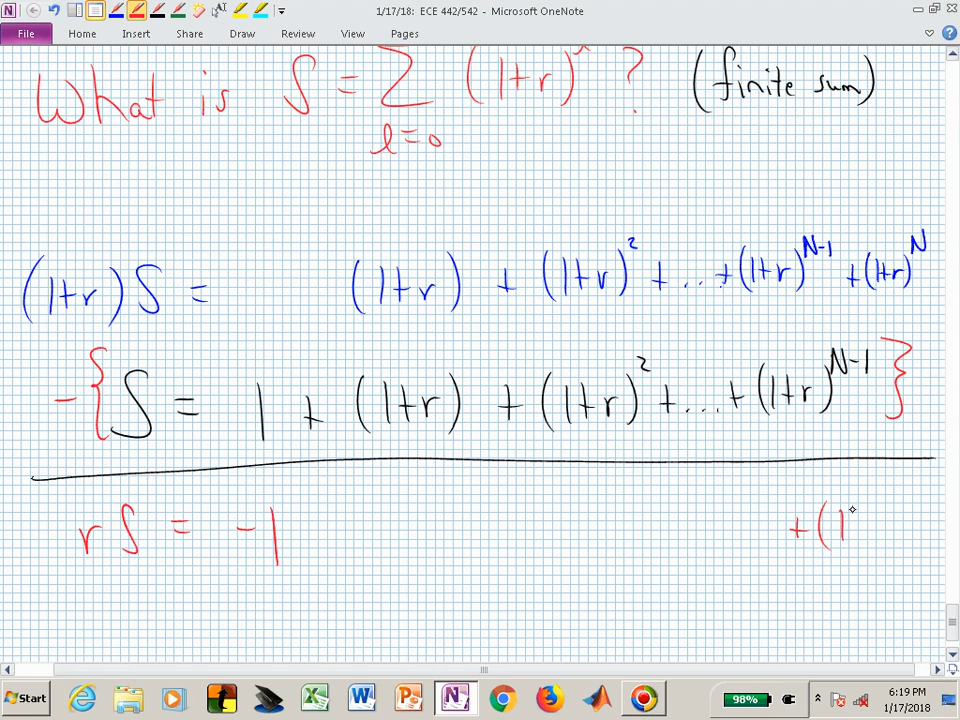 1/17/18: ECE 442/542 - Microsoft OneNote
File Home Insert Share Draw Review View Pages
What is S = Σ (1+r) ? (finite sum)
l=0
(1+r) S = (1+r) + (1+r)² + ... + (1+r)^N-1 + (1+r)^N
-{ S = 1 + (1+r) + (1+r)² + ... + (1+r)^N-1 }
r S = -1 + (1
Start
98%
6:19 PM
1/17/2018